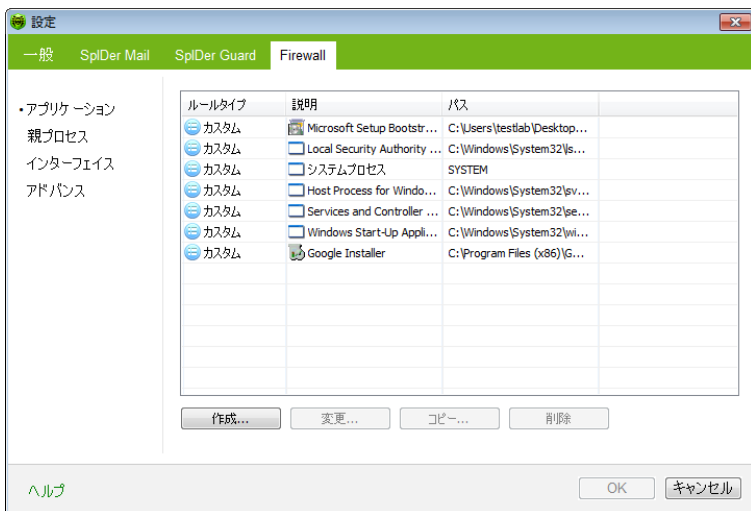 設定
一般 SpIDer Mail SpIDer Guard Firewall
・アプリケーション
親プロセス
インターフェイス
アドバンス
ルールタイプ 説明 パス
カスタム Microsoft Setup Bootstr... C:\Users\testlab\Desktop...
カスタム Local Security Authority ... C:\Windows\System32\ls...
カスタム システムプロセス SYSTEM
カスタム Host Process for Windo... C:\Windows\System32\sv...
カスタム Services and Controller ... C:\Windows\System32\se...
カスタム Windows Start-Up Appli... C:\Windows\System32\wi...
カスタム Google Installer C:\Program Files (x86)\G...
作成... 変更... コピー... 削除
ヘルプ OK キャンセル